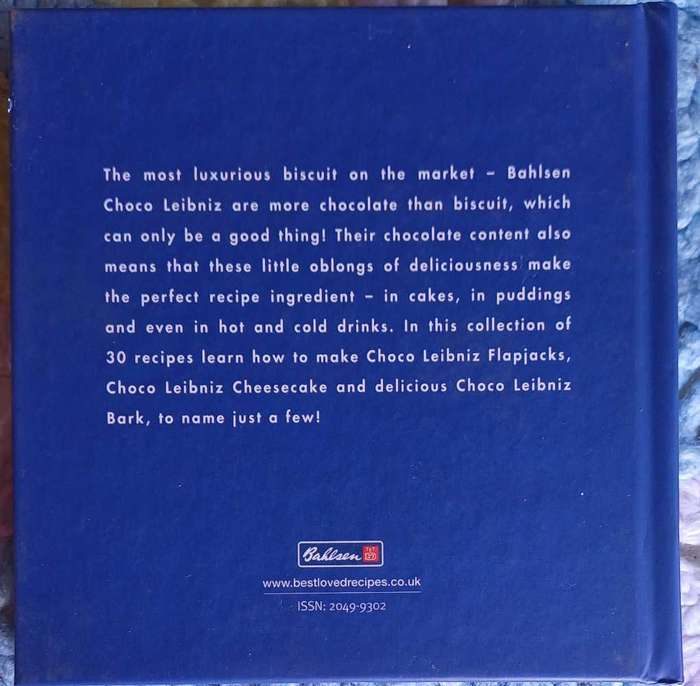 The most luxurious biscuit on the market – Bahlsen
Choco Leibniz are more chocolate than biscuit, which
can only be a good thing! Their chocolate content also
means that these little oblongs of deliciousness make
the perfect recipe ingredient – in cakes, in puddings
and even in hot and cold drinks. In this collection of
30 recipes learn how to make Choco Leibniz Flapjacks,
Choco Leibniz Cheesecake and delicious Choco Leibniz
Bark, to name just a few!
Bahlsen
www.bestlovedrecipes.co.uk
ISSN: 2049-9302